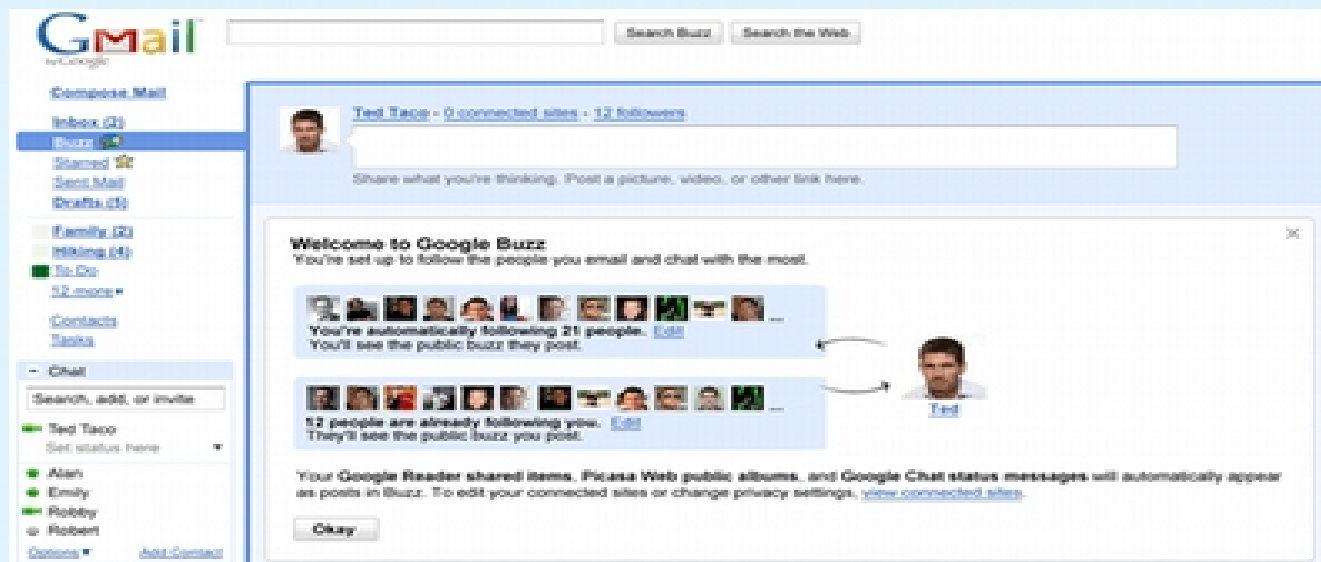 Gmail
by Google
Search Buzz
Search the Web
Compose Mail
Inbox (2)
Buzz
Starred
Sent Mail
Drafts (5)
Family (2)
Hiking (4)
To Do
12 more
Contacts
Tasks
– Chat
Search, add, or invite
Ted Taco
Set status here
Alan
Emily
Robby
Robert
Options
Add Contact
Ted Taco - 0 connected sites - 12 followers
Share what you're thinking. Post a picture, video, or other link here.
Welcome to Google Buzz
You're set up to follow the people you email and chat with the most.
...
You're automatically following 21 people. Edit
You'll see the public buzz they post.
...
12 people are already following you. Edit
They'll see the public buzz you post.
Ted
Your Google Reader shared items, Picasa Web public albums, and Google Chat status messages will automatically appear
as posts in Buzz. To edit your connected sites or change privacy settings, view connected sites.
Okay